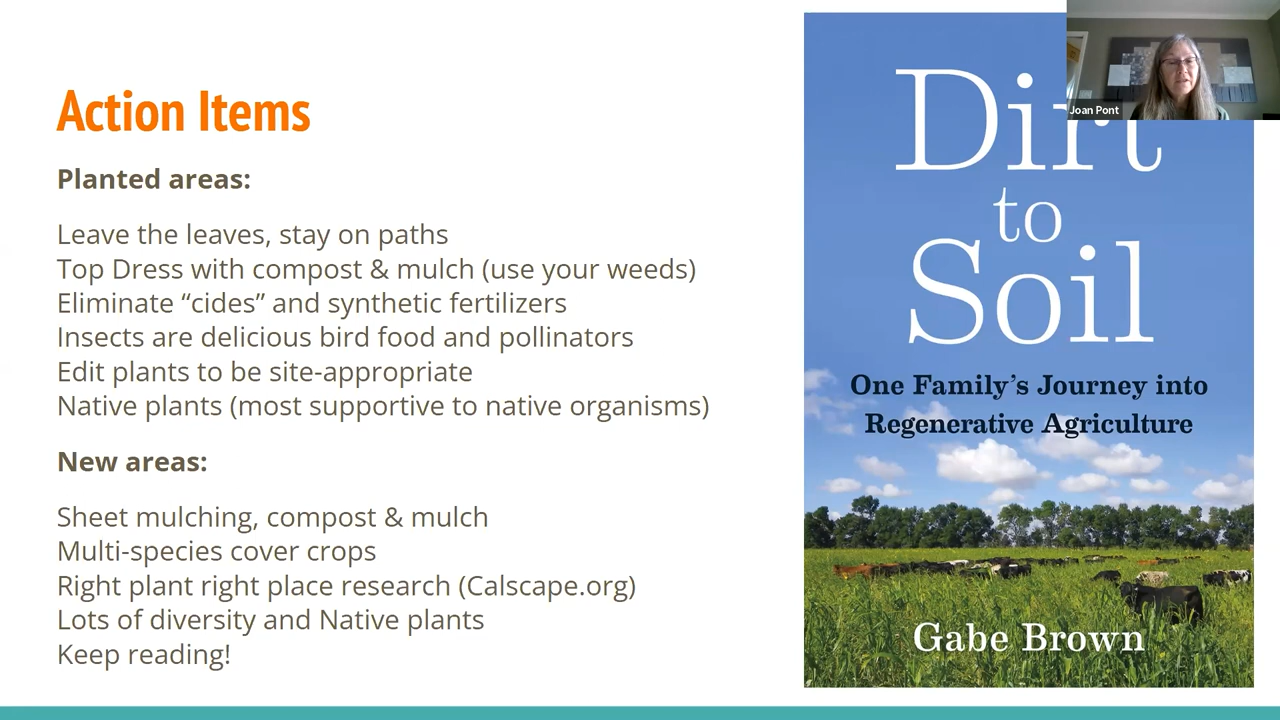 Action Items
Planted areas:
Leave the leaves, stay on paths
Top Dress with compost & mulch (use your weeds)
Eliminate “cides” and synthetic fertilizers
Insects are delicious bird food and pollinators
Edit plants to be site-appropriate
Native plants (most supportive to native organisms)
New areas:
Sheet mulching, compost & mulch
Multi-species cover crops
Right plant right place research (Calscape.org)
Lots of diversity and Native plants
Keep reading!
Dirt
to
Soil
One Family’s Journey into
Regenerative Agriculture
Gabe Brown
Joan Pont